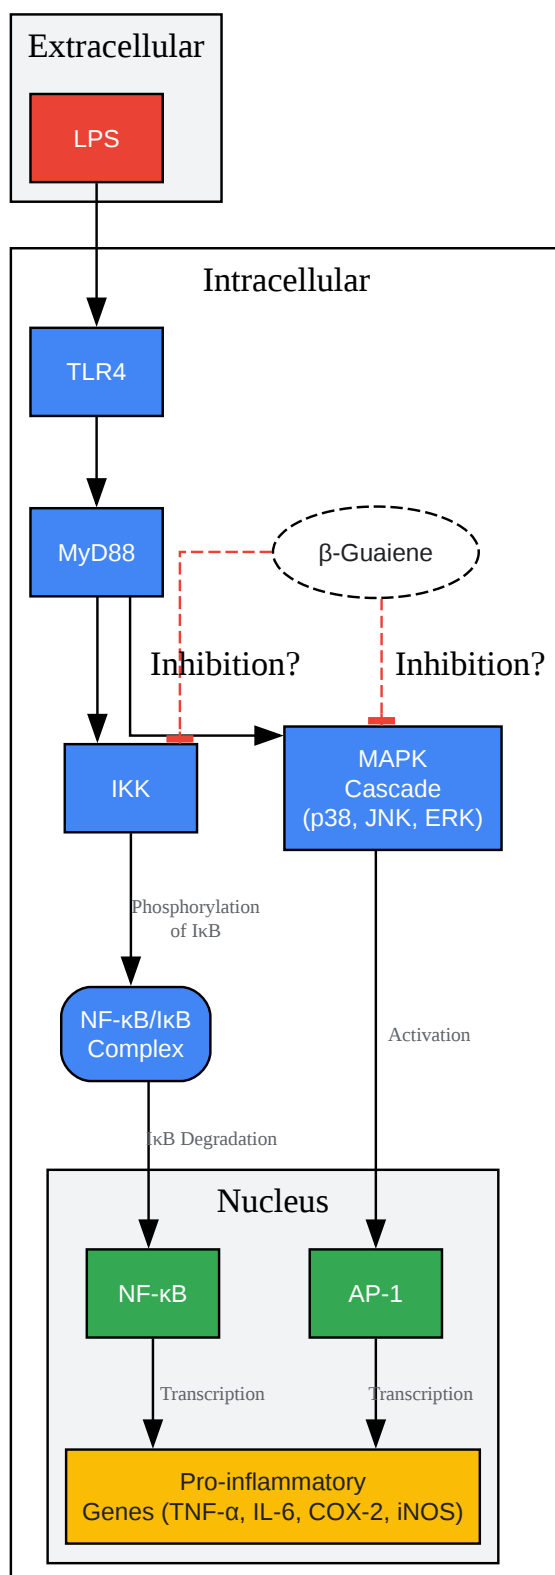 Extracellular
LPS
Intracellular
TLR4
MyD88
β-Guaiene
Inhibition?
Inhibition?
IKK
MAPK
Cascade
(p38, JNK, ERK)
Phosphorylation
of IκB
NF-κB/IκB
Complex
Activation
IκB Degradation
Nucleus
NF-κB
AP-1
Transcription
Transcription
Pro-inflammatory
Genes (TNF-α, IL-6, COX-2, iNOS)